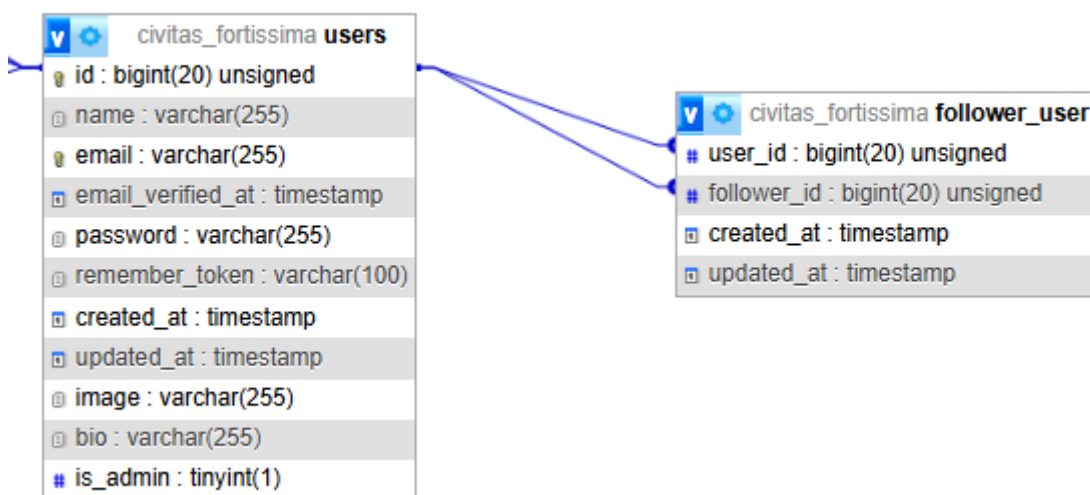 v civitas_fortissima users
id : bigint(20) unsigned
name : varchar(255)
email : varchar(255)
email_verified_at : timestamp
password : varchar(255)
remember_token : varchar(100)
created_at : timestamp
updated_at : timestamp
image : varchar(255)
bio : varchar(255)
# is_admin : tinyint(1)
v civitas_fortissima follower_user
# user_id : bigint(20) unsigned
# follower_id : bigint(20) unsigned
created_at : timestamp
updated_at : timestamp